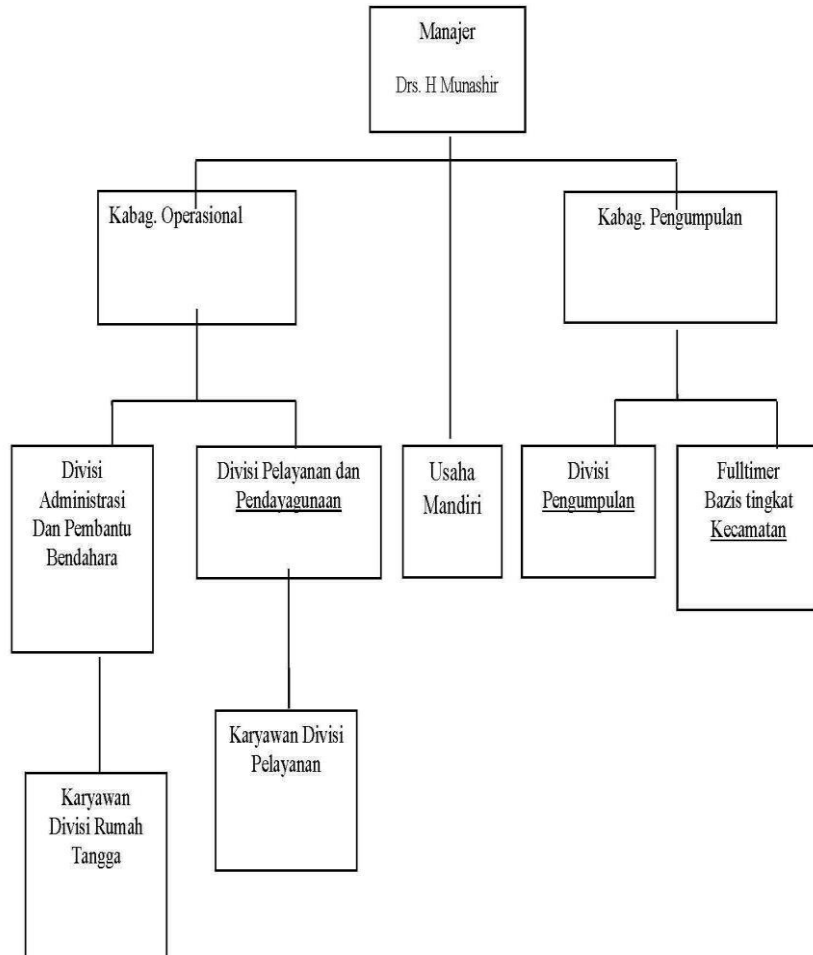 Manajer
Drs. H Munashir
Kabag. Operasional
Kabag. Pengumpulan
Divisi
Administrasi
Dan Pembantu
Bendahara
Divisi Pelayanan dan
Pendayagunaan
Usaha
Mandiri
Divisi
Pengumpulan
Fulltimer
Bazis tingkat
Kecamatan
Karyawan Divisi
Pelayanan
Karyawan
Divisi Rumah
Tangga